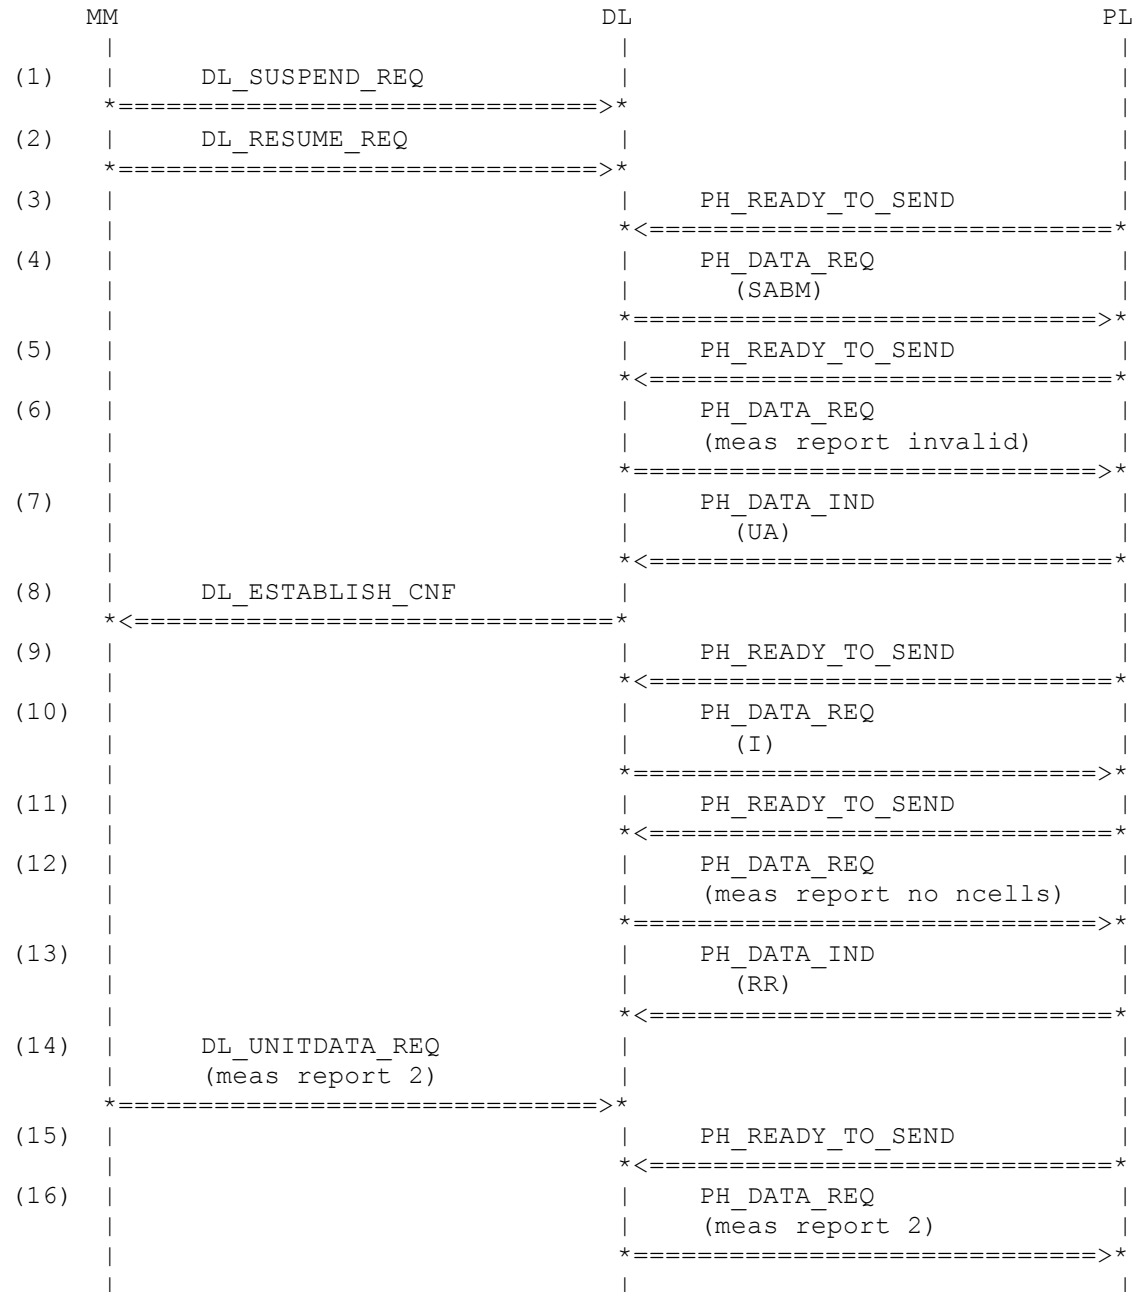 MM DL PL
| | |
(1) | DL_SUSPEND_REQ | |
*==============================>* |
(2) | DL_RESUME_REQ | |
*==============================>* |
(3) | | PH_READY_TO_SEND |
| *<=============================*
(4) | | PH_DATA_REQ |
| | (SABM) |
| *=============================>*
(5) | | PH_READY_TO_SEND |
| *<=============================*
(6) | | PH_DATA_REQ |
| | (meas report invalid) |
| *=============================>*
(7) | | PH_DATA_IND |
| | (UA) |
| *<=============================*
(8) | DL_ESTABLISH_CNF | |
*<==============================* |
(9) | | PH_READY_TO_SEND |
| *<=============================*
(10) | | PH_DATA_REQ |
| | (I) |
| *=============================>*
(11) | | PH_READY_TO_SEND |
| *<=============================*
(12) | | PH_DATA_REQ |
| | (meas report no ncells) |
| *=============================>*
(13) | | PH_DATA_IND |
| | (RR) |
| *<=============================*
(14) | DL_UNITDATA_REQ | |
| (meas report 2) | |
*==============================>* |
(15) | | PH_READY_TO_SEND |
| *<=============================*
(16) | | PH_DATA_REQ |
| | (meas report 2) |
| *=============================>*
| | |